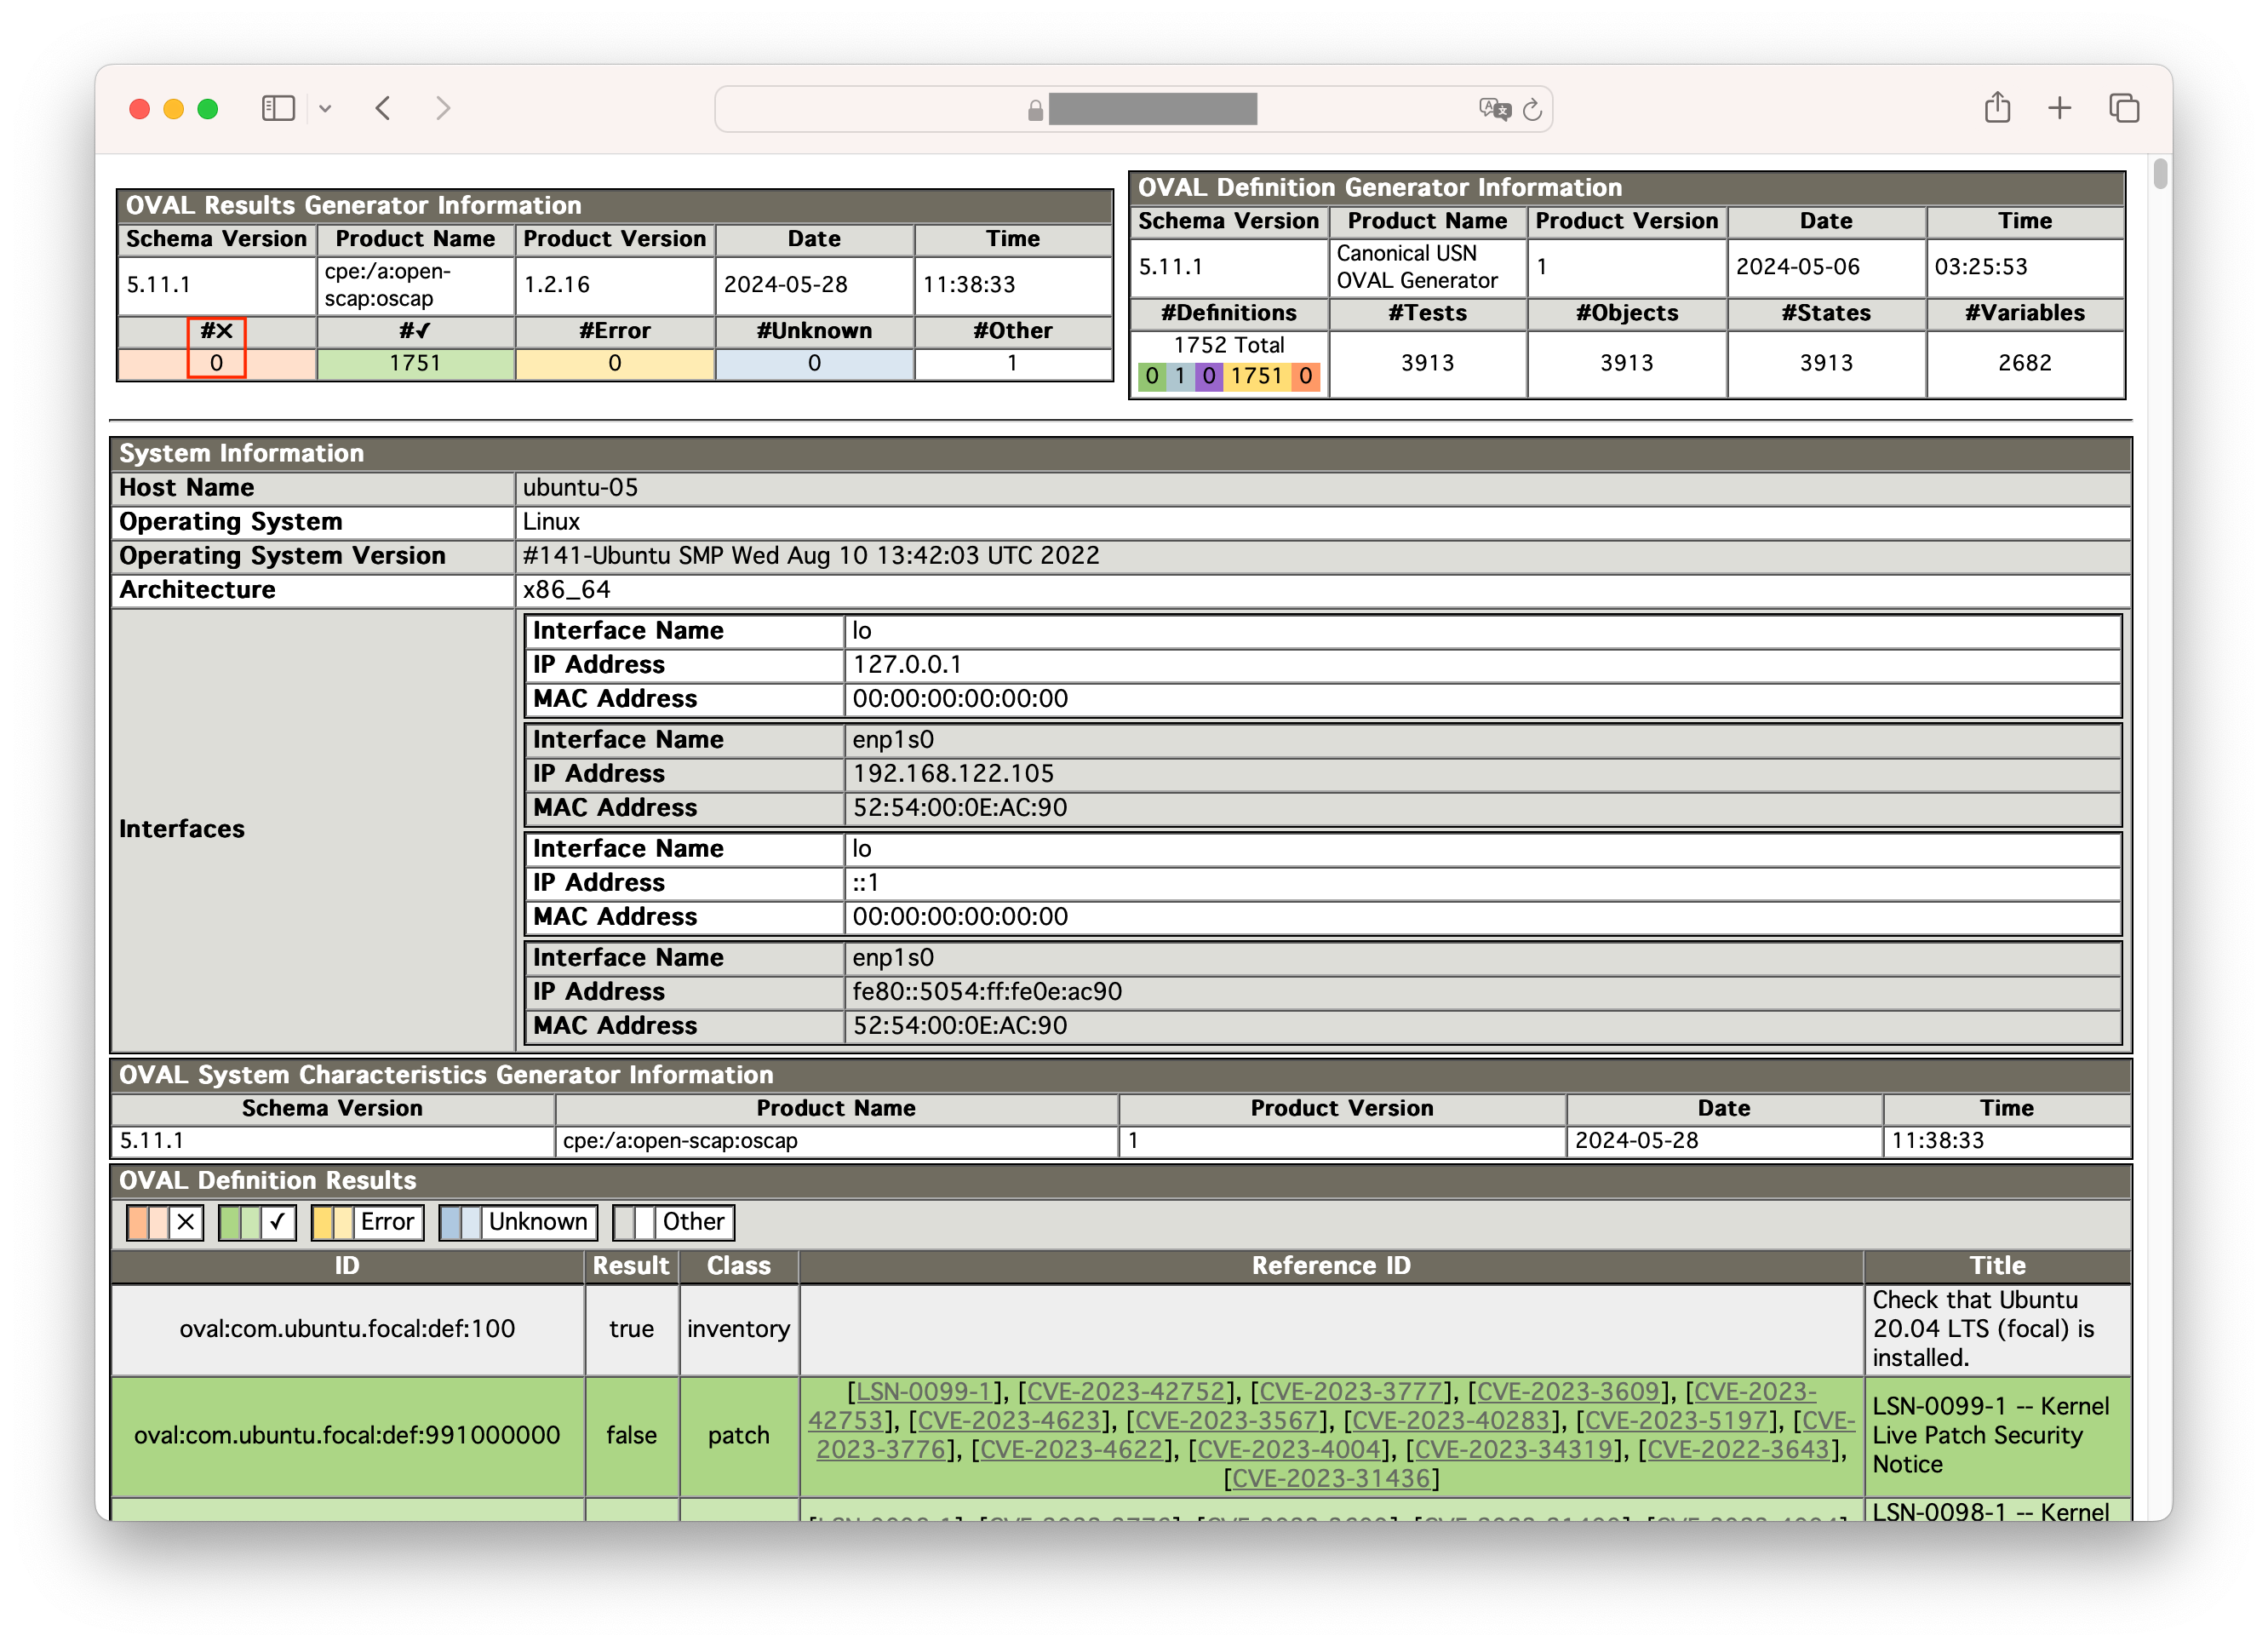 OVAL Results Generator Information
Schema Version Product Name Product Version Date Time
5.11.1 cpe:/a:open-scap:oscap 1.2.16 2024-05-28 11:38:33
#✕ #✓ #Error #Unknown #Other
0 1751 0 0 1
OVAL Definition Generator Information
Schema Version Product Name Product Version Date Time
5.11.1 Canonical USN OVAL Generator 1 2024-05-06 03:25:53
#Definitions #Tests #Objects #States #Variables
1752 Total
0 1 0 1751 0 3913 3913 3913 2682
System Information
Host Name ubuntu-05
Operating System Linux
Operating System Version #141-Ubuntu SMP Wed Aug 10 13:42:03 UTC 2022
Architecture x86_64
Interfaces
Interface Name lo
IP Address 127.0.0.1
MAC Address 00:00:00:00:00:00
Interface Name enp1s0
IP Address 192.168.122.105
MAC Address 52:54:00:0E:AC:90
Interface Name lo
IP Address ::1
MAC Address 00:00:00:00:00:00
Interface Name enp1s0
IP Address fe80::5054:ff:fe0e:ac90
MAC Address 52:54:00:0E:AC:90
OVAL System Characteristics Generator Information
Schema Version Product Name Product Version Date Time
5.11.1 cpe:/a:open-scap:oscap 1 2024-05-28 11:38:33
OVAL Definition Results
✕ ✓ Error Unknown Other
ID Result Class Reference ID Title
oval:com.ubuntu.focal:def:100 true inventory
Check that Ubuntu
20.04 LTS (focal) is
installed.
oval:com.ubuntu.focal:def:991000000 false patch
[LSN-0099-1], [CVE-2023-42752], [CVE-2023-3777], [CVE-2023-3609], [CVE-2023-
42753], [CVE-2023-4623], [CVE-2023-3567], [CVE-2023-40283], [CVE-2023-5197], [CVE-
2023-3776], [CVE-2023-4622], [CVE-2023-4004], [CVE-2023-34319], [CVE-2022-3643],
[CVE-2023-31436]
LSN-0099-1 -- Kernel
Live Patch Security
Notice
LSN-0098-1 -- Kernel